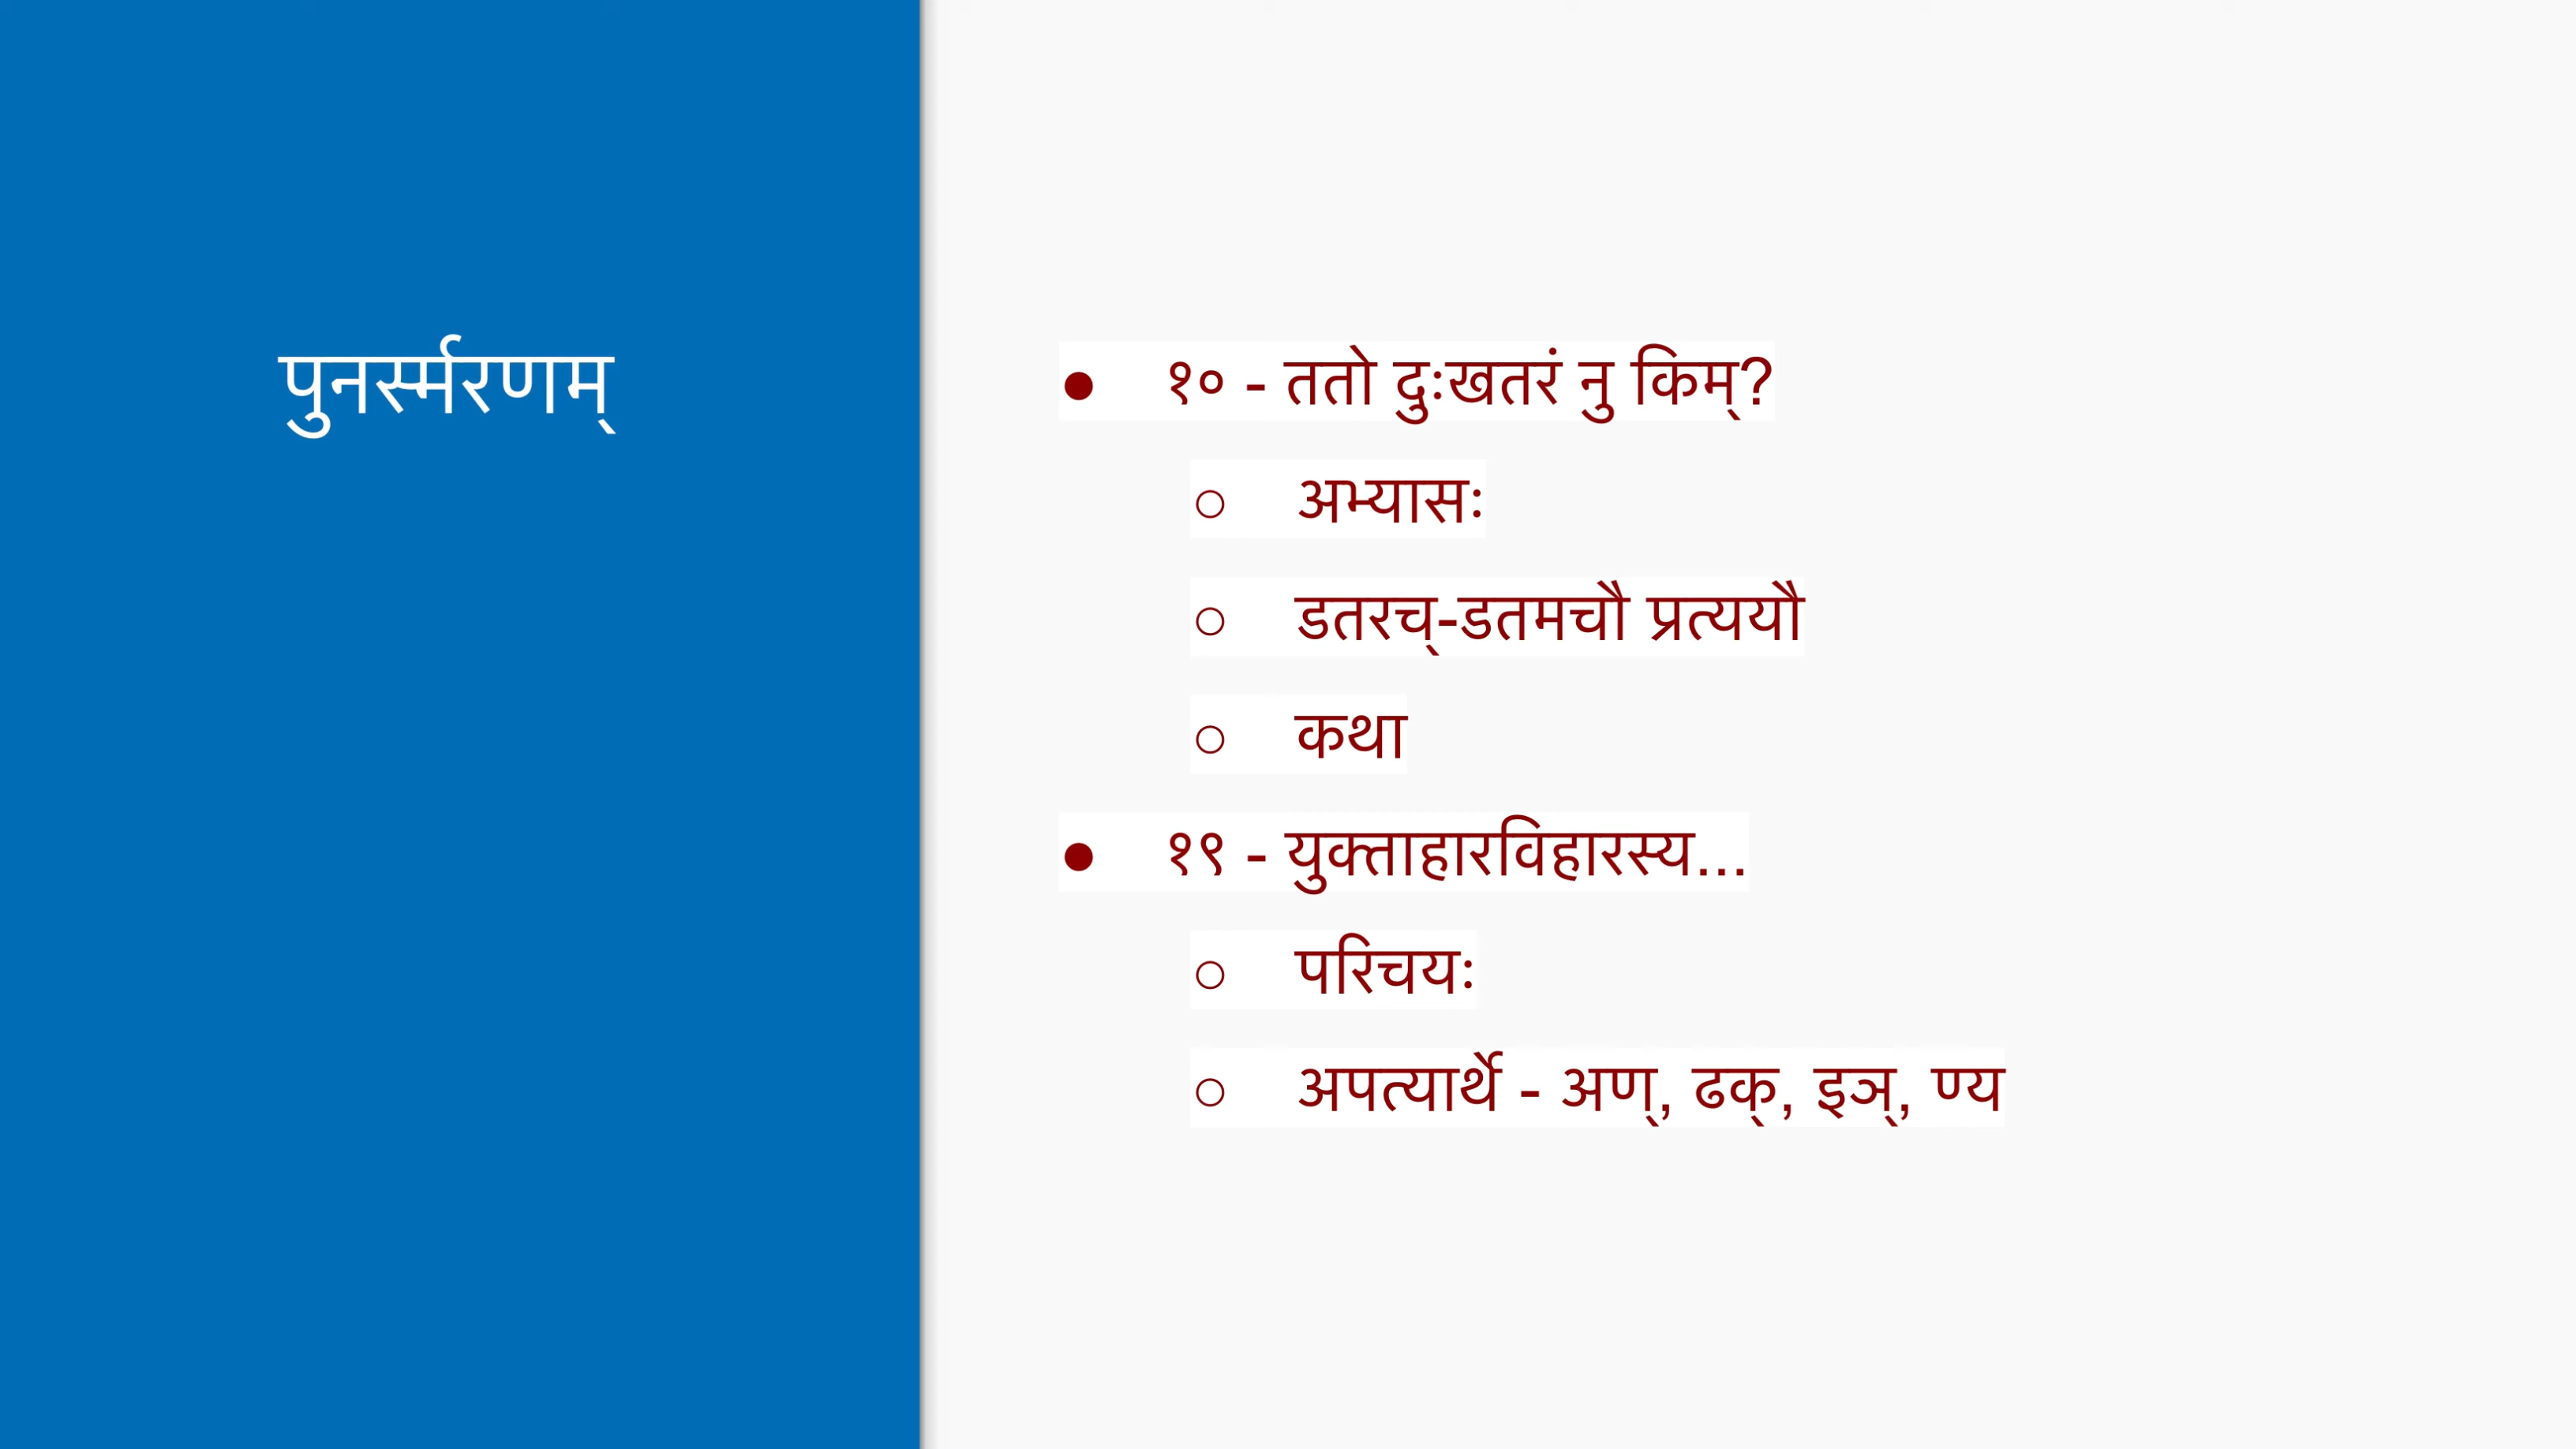 पुनर्स्मरणम्
● १० - ततो दुःखतरं नु किम्?
○ अभ्यासः
○ डतरच्-डतमचौ प्रत्ययौ
○ कथा
● १९ - युक्ताहारविहारस्य...
○ परिचयः
○ अपत्यार्थे - अण्, ढक्, इञ्, ण्य